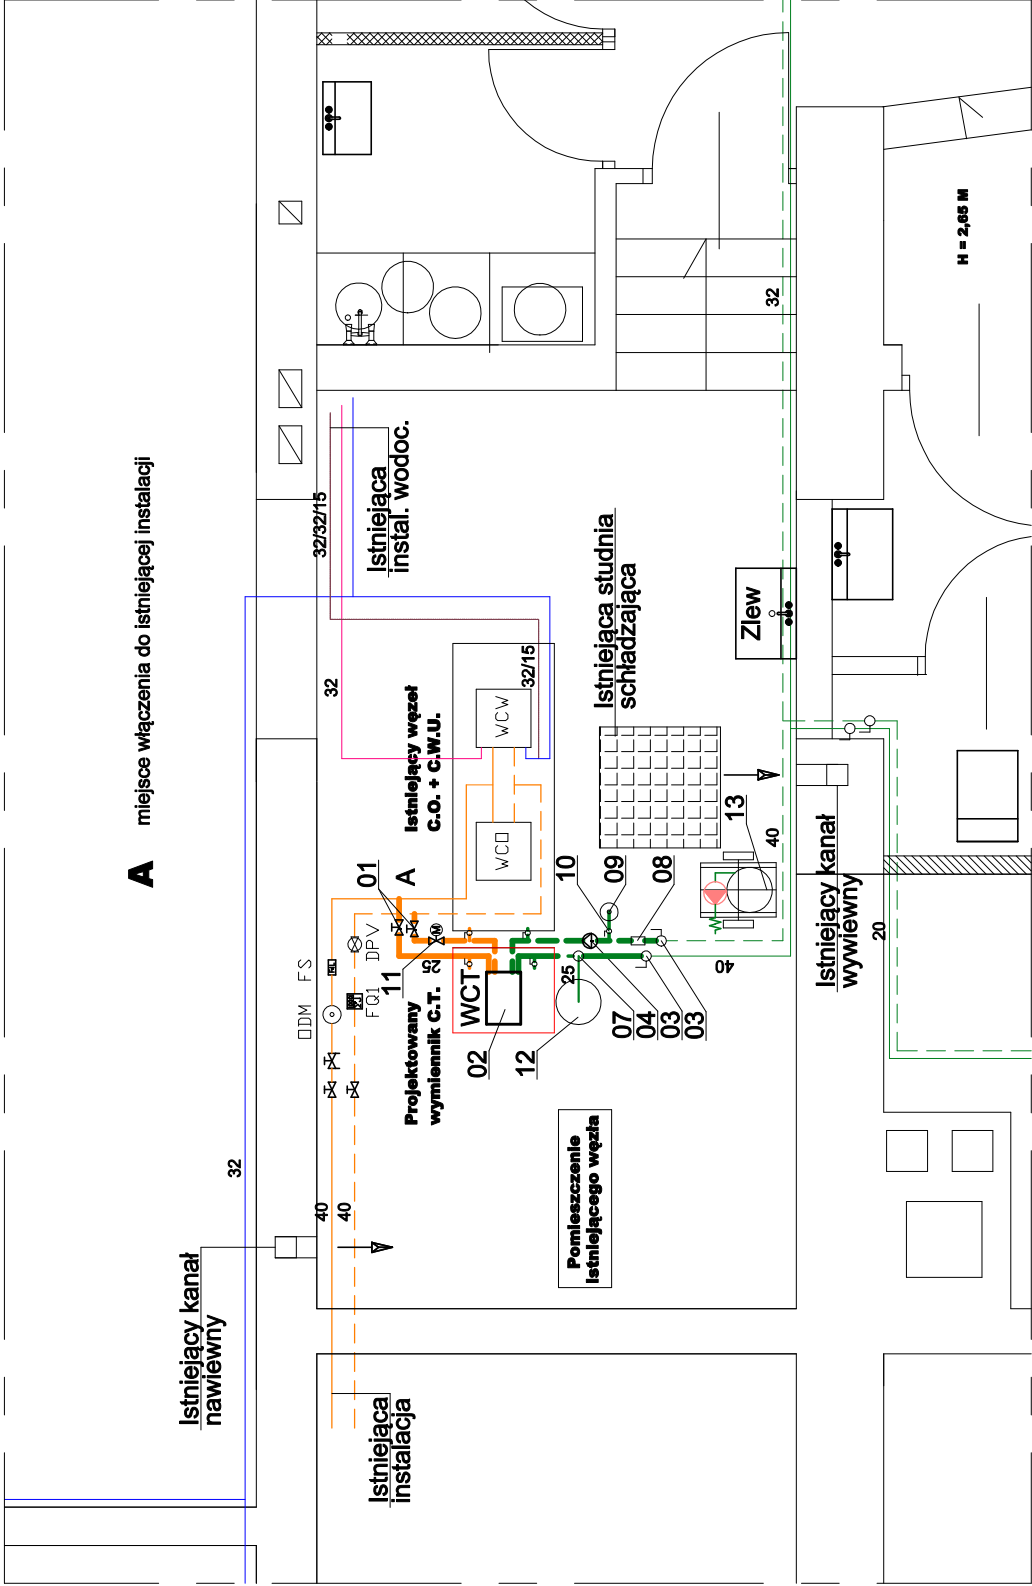 A miejsce włączenia do istniejącej instalacji
Istniejący kanał
nawiewny
32
40
40
Istniejąca
instalacja
ODM FS
FQ1 DPV
01
A
11
25
M
Projektowany
wymiennik C.T.
WCT
02
12
25
Istniejący węzeł
C.O. + C.W.U.
WCO
WCW
32/15
32
32/32/15
Istniejąca
instal. wodoc.
Istniejąca studnia
schładzająca
10
09
08
07
04
03
03
13
40
40
Zlew
32
Istniejący kanał
wywiewny
20
Pomieszczenie
istniejącego węzła
H = 2,65 M